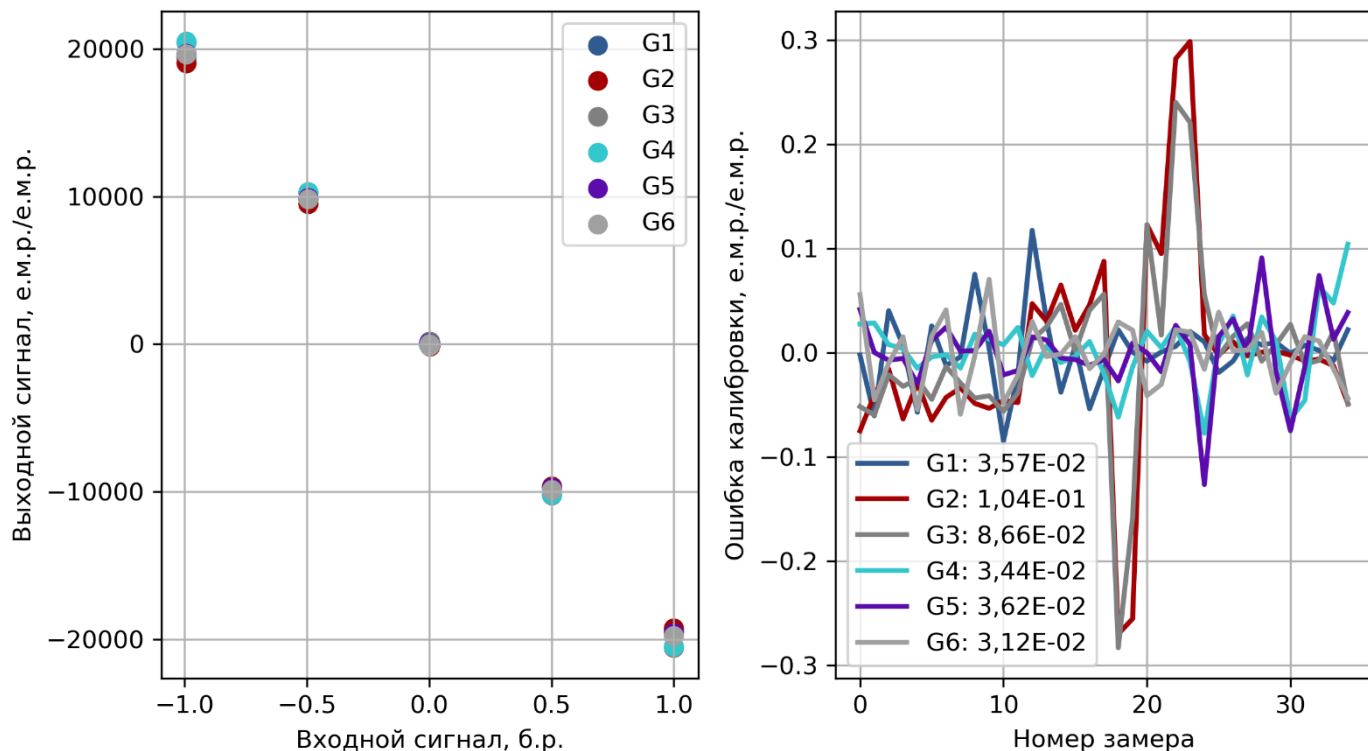 Выходной сигнал, е.м.р./е.м.р.
20000
10000
0
−10000
−20000
−1.0 −0.5 0.0 0.5 1.0
Входной сигнал, б.р.
G1
G2
G3
G4
G5
G6
Ошибка калибровки, е.м.р./е.м.р.
0.3
0.2
0.1
0.0
−0.1
−0.2
−0.3
0 10 20 30
Номер замера
G1: 3,57E-02
G2: 1,04E-01
G3: 8,66E-02
G4: 3,44E-02
G5: 3,62E-02
G6: 3,12E-02